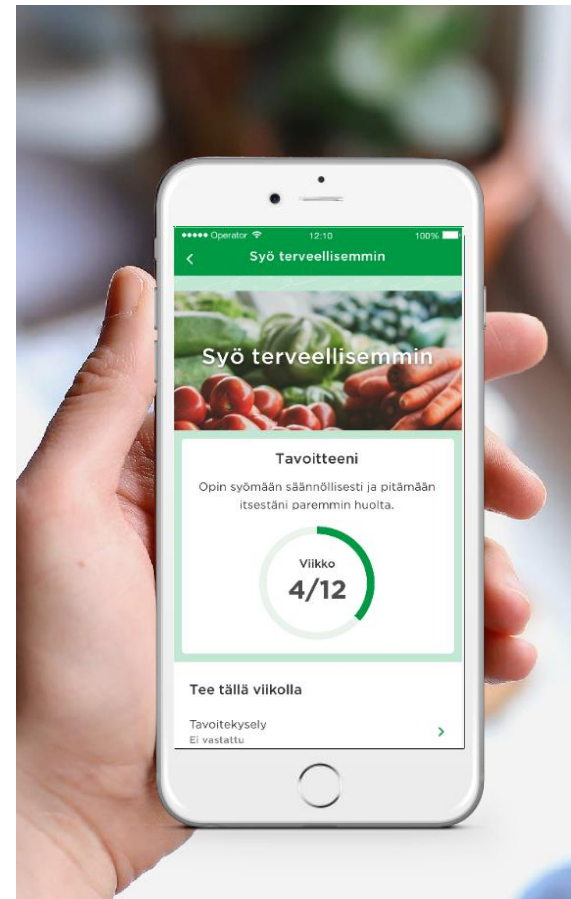 Operator 12:10 100%
Syö terveellisemmin
Syö terveellisemmin
Tavoitteeni
Opin syömään säännöllisesti ja pitämään
itsestäni paremmin huolta.
Viikko
4/12
Tee tällä viikolla
Tavoitekysely
Ei vastattu